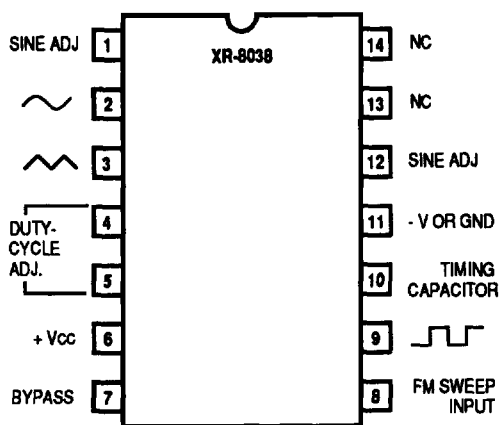 XR-8038
SINE ADJ 1
2
3
DUTY-
CYCLE
ADJ.
4
5
+ Vcc 6
BYPASS 7
14 NC
13 NC
12 SINE ADJ
11 - V OR GND
10 TIMING
CAPACITOR
9
8 FM SWEEP
INPUT